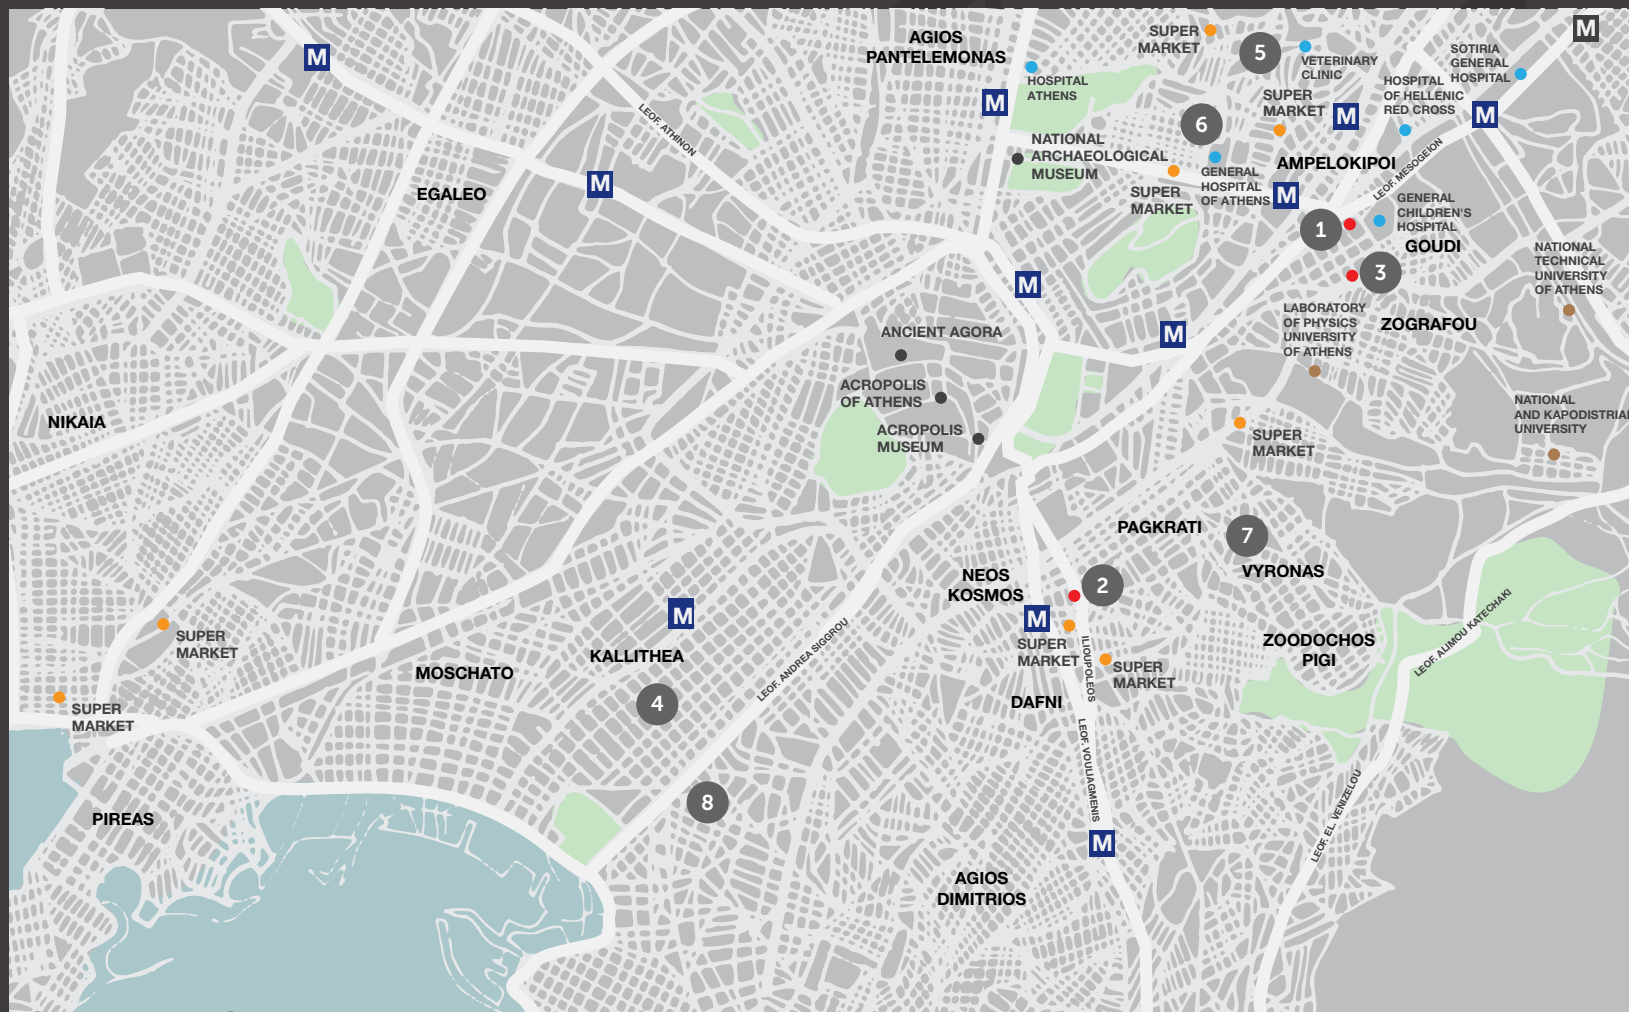 M
AGIOS
PANTELEMONAS
HOSPITAL
ATHENS
M
SUPER
MARKET
5
VETERINARY
CLINIC
SOTIRIA
GENERAL
HOSPITAL
M
HOSPITAL
OF HELLENIC
RED CROSS
SUPER
MARKET
M
M
6
LEOF. ATHINON
NATIONAL
ARCHAEOLOGICAL
MUSEUM
SUPER
MARKET
GENERAL
HOSPITAL
OF ATHENS
AMPELOKIPOI
LEOF. MESOGEION
M
M
EGALEO
1
GENERAL
CHILDREN'S
HOSPITAL
GOUDI
3
NATIONAL
TECHNICAL
UNIVERSITY
OF ATHENS
M
LABORATORY
OF PHYSICS
UNIVERSITY
OF ATHENS
ZOGRAFOU
M
ANCIENT AGORA
ACROPOLIS
OF ATHENS
ACROPOLIS
MUSEUM
NIKAIA
NATIONAL
AND KAPODISTRIAN
UNIVERSITY
SUPER
MARKET
PAGKRATI
7
VYRONAS
NEOS
KOSMOS
2
M
SUPER
MARKET
SUPER
MARKET
ILIOUPOLEOS
ZOODOCHOS
PIGI
LEOF. ALIMOU KATECHAKI
M
KALLITHEA
LEOF. ANDREA SIGGROU
SUPER
MARKET
MOSCHATO
4
DAFNI
SUPER
MARKET
LEOF. VOULIAGMENIS
8
PIREAS
LEOF. EL. VENIZELOU
M
AGIOS
DIMITRIOS